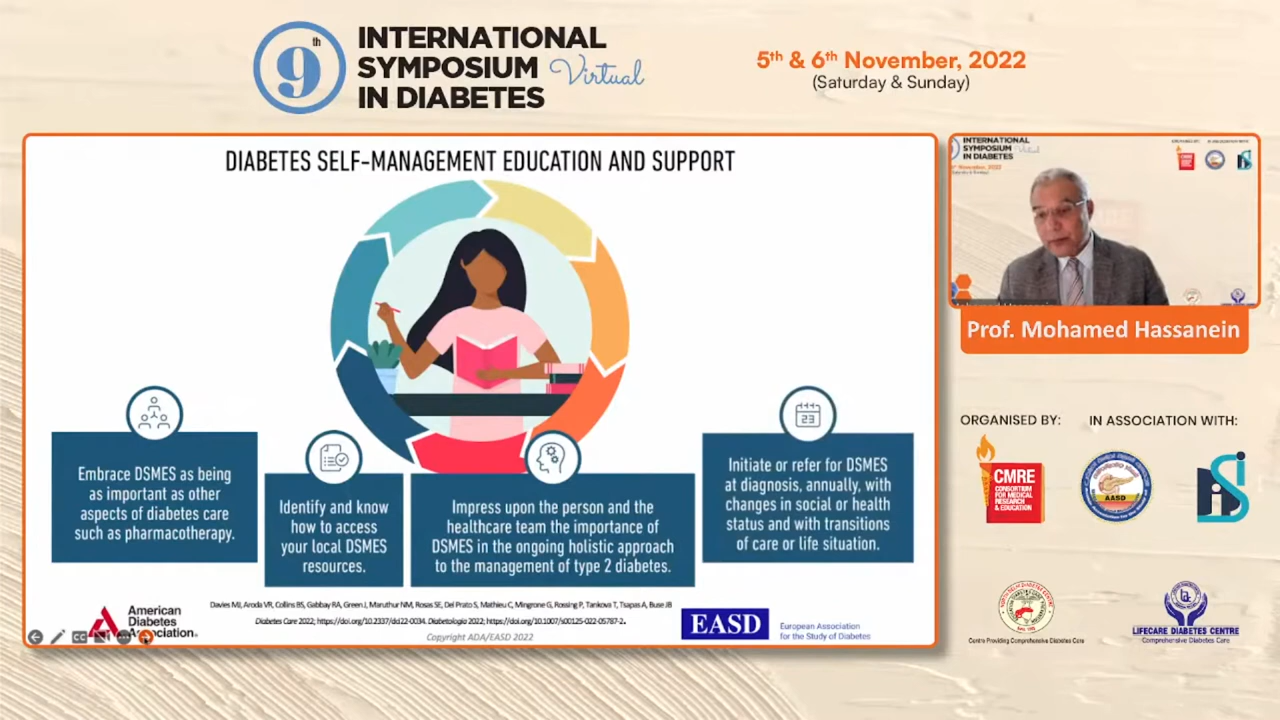 9th
INTERNATIONAL
SYMPOSIUM Virtual
IN DIABETES
5th & 6th November, 2022
(Saturday & Sunday)
DIABETES SELF-MANAGEMENT EDUCATION AND SUPPORT
Embrace DSMES as being
as important as other
aspects of diabetes care
such as pharmacotherapy.
Identify and know
how to access
your local DSMES
resources.
Impress upon the person and the
healthcare team the importance of
DSMES in the ongoing holistic approach
to the management of type 2 diabetes.
23
Initiate or refer for DSMES
at diagnosis, annually, with
changes in social or health
status and with transitions
of care or life situation.
American
Diabetes
Association.
Davies MJ, Aroda VR, Collins BS, Gabbay RA, Green J, Maruthur NM, Rosas SE, Del Prato S, Mathieu C, Mingrone G, Rossing P, Tankova T, Tsapas A, Buse JB
Diabetes Care 2022; https://doi.org/10.2337/dci22-0034. Diabetologia 2022; https://doi.org/10.1007/s00125-022-05787-2.
Copyright ADA/EASD 2022
EASD
European Association
for the Study of Diabetes
INTERNATIONAL
SYMPOSIUM
IN DIABETES
Prof. Mohamed Hassanein
ORGANISED BY:
IN ASSOCIATION WITH:
CMRE
CONSORTIUM
FOR MEDICAL
RESEARCH
& EDUCATION
AASD
Centre Providing Comprehensive Diabetes Care
LIFECARE DIABETES CENTRE
Comprehensive Diabetes Care